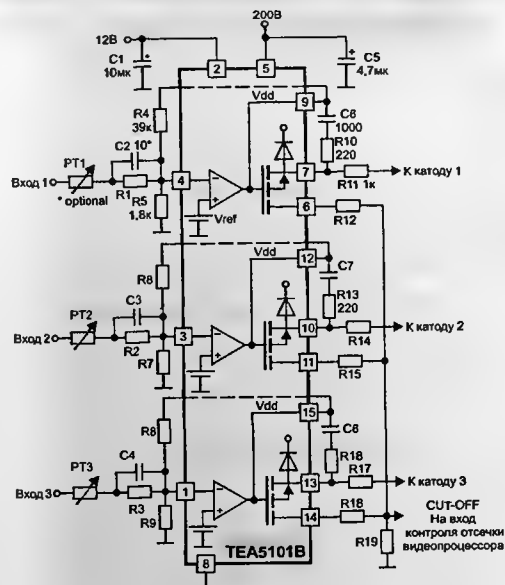 200В
12В
C1
10мк
+
2
5
+
C5
4,7мк
R4
39к
Vdd
9
C6
1000
C2 10*
R10
220
PT1
Вход 1
* optional
R1
R5
1,8к
4
Vref
7
R11 1к
К катоду 1
6
R12
R8
Vdd
12
C7
C3
R13
220
PT2
Вход 2
R2
R7
3
10
R14
К катоду 2
11
R15
R8
Vdd
15
C6
C4
R18
PT3
Вход 3
R3
R9
1
13
R17
К катоду 3
14
R18
CUT-OFF
На вход
контроля отсечки
видеопроцессора
R19
8
TEA5101B